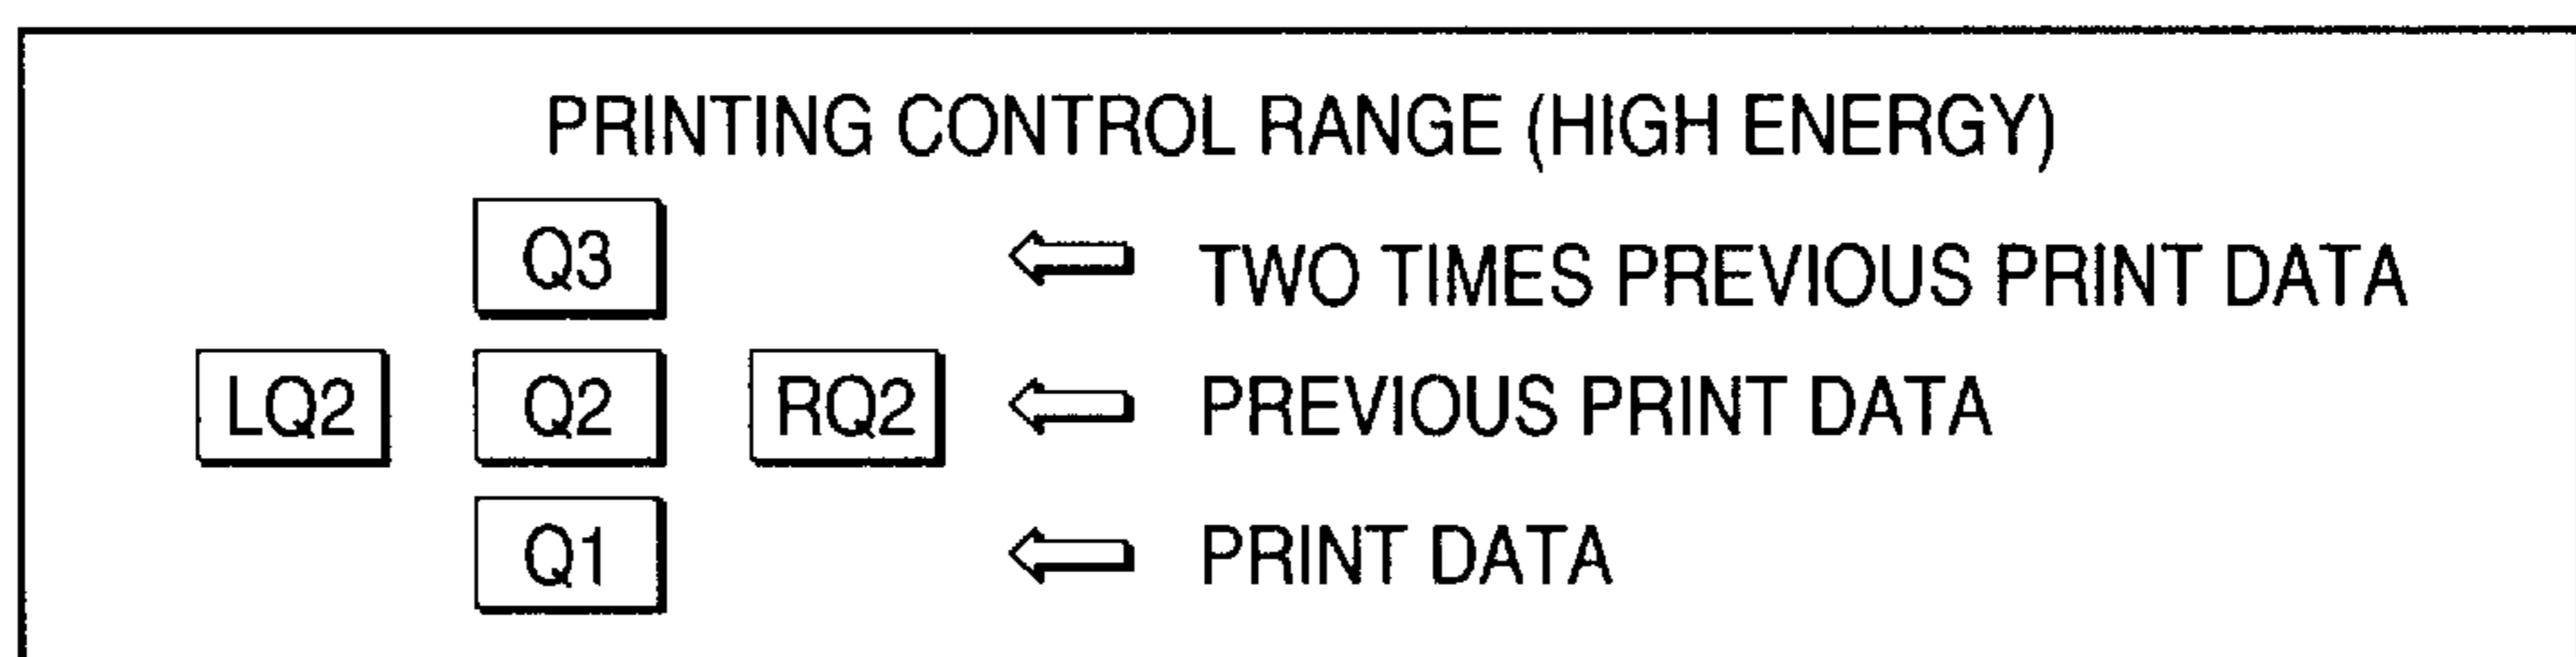 PRINTING CONTROL RANGE (HIGH ENERGY)
Q3 TWO TIMES PREVIOUS PRINT DATA
LQ2 Q2 RQ2 PREVIOUS PRINT DATA
Q1 PRINT DATA